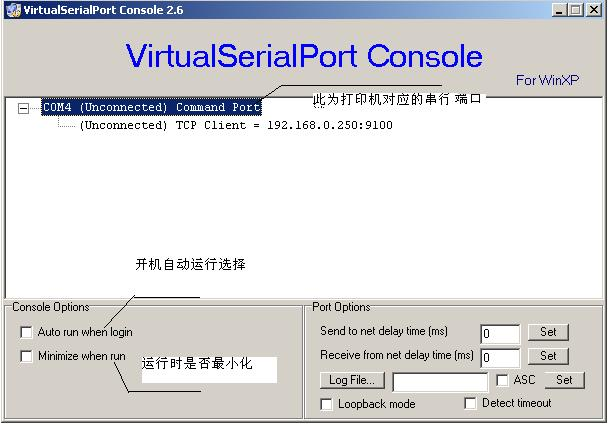 VirtualSerialPort Console 2.6
VirtualSerialPort Console
For WinXP
COM4 (Unconnected) Command Port
此为打印机对应的串行 端口
(Unconnected) TCP Client = 192.168.0.250:9100
开机自动运行选择
Console Options
Auto run when login
Minimize when run
运行时是否最小化
Port Options
Send to net delay time (ms)
0
Set
Receive from net delay time (ms)
0
Set
Log File...
ASC
Set
Loopback mode
Detect timeout